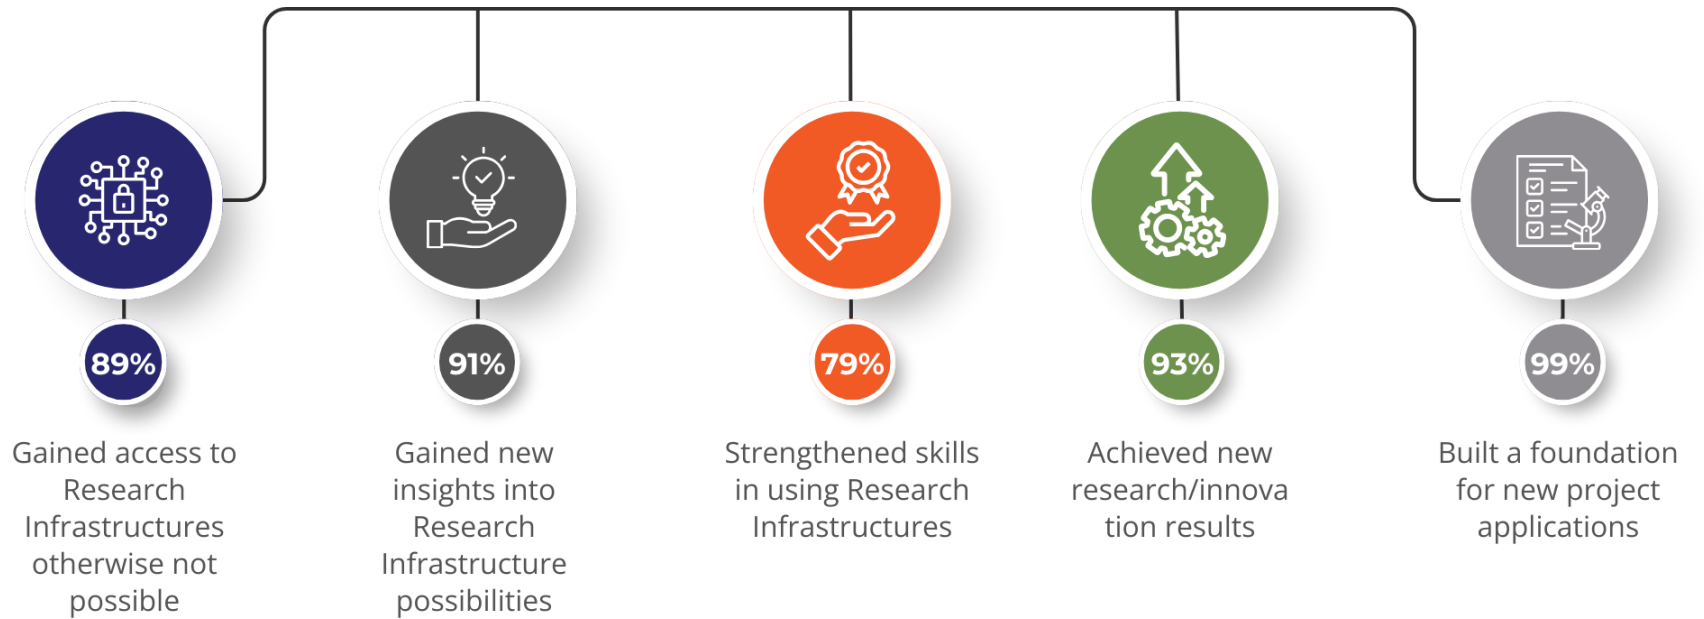 89%
Gained access to
Research
Infrastructures
otherwise not
possible
91%
Gained new
insights into
Research
Infrastructure
possibilities
79%
Strengthened skills
in using Research
Infrastructures
93%
Achieved new
research/innova
tion results
99%
Built a foundation
for new project
applications